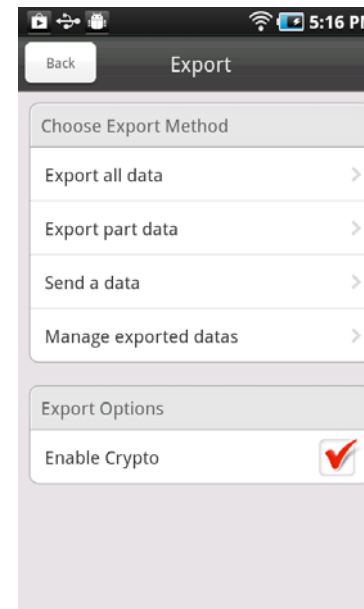 5:16 PM
Back
Export
Choose Export Method
Export all data
Export part data
Send a data
Manage exported datas
Export Options
Enable Crypto